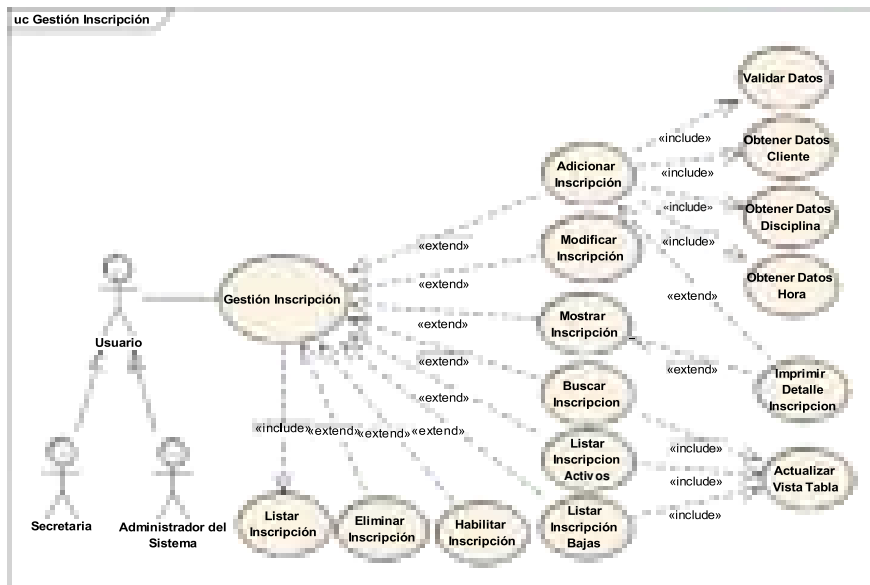 uc Gestión Inscripción
Validar Datos
«include»
Obtener Datos
Cliente
Adicionar
Inscripción
«include»
«include»
Obtener Datos
Disciplina
«extend»
Modificar
Inscripción
«include»
«extend»
Obtener Datos
Hora
Gestión Inscripción
«extend»
Mostrar
Inscripción
«extend»
Usuario
«extend»
«extend»
Imprimir
Detalle
Inscripcion
Buscar
Inscripcion
«extend»
«include»
«extend»
«extend»
«extend»
Listar
Inscripcion
Activos
«include»
Actualizar
Vista Tabla
«include»
«include»
Secretaria
Administrador del
Sistema
Listar
Inscripción
Eliminar
Inscripción
Habilitar
Inscripción
Listar
Inscripción
Bajas